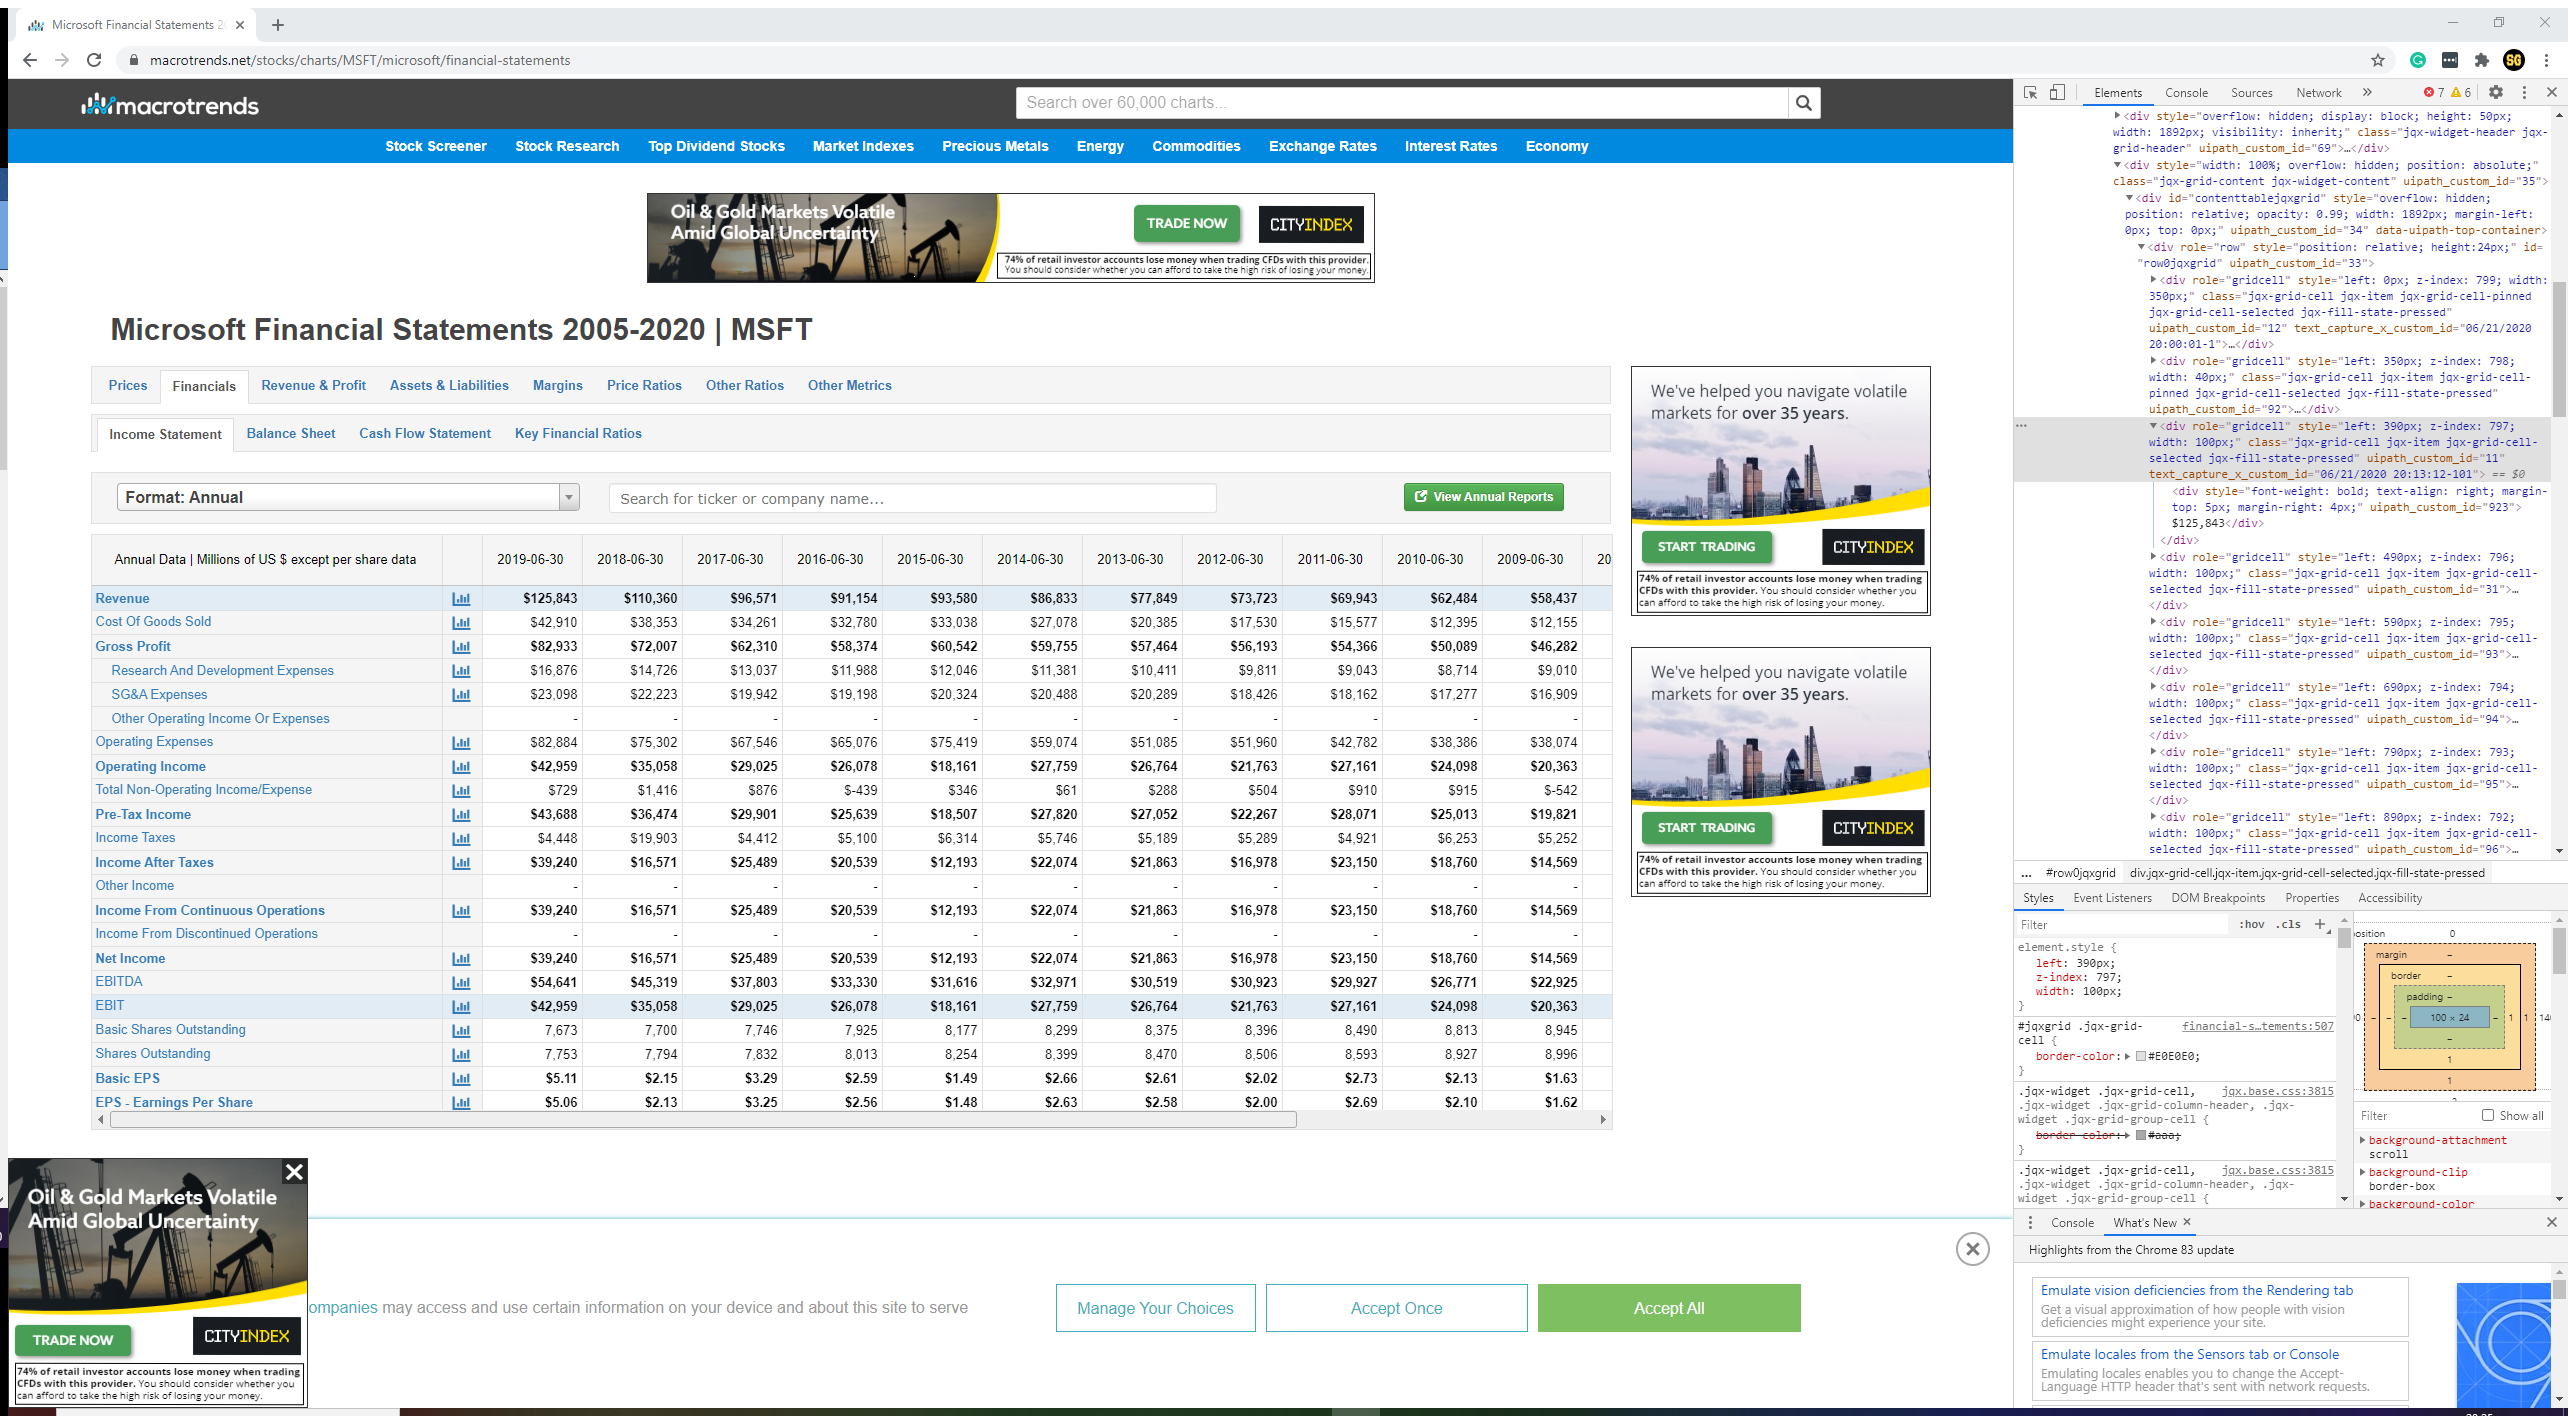 Microsoft Financial Statements 2
macrotrends.net/stocks/charts/MSFT/microsoft/financial-statements
SG
macrotrends
Search over 60,000 charts...
Stock Screener Stock Research Top Dividend Stocks Market Indexes Precious Metals Energy Commodities Exchange Rates Interest Rates Economy
Oil & Gold Markets Volatile
Amid Global Uncertainty
TRADE NOW
CITYINDEX
74% of retail investor accounts lose money when trading CFDs with this provider.
You should consider whether you can afford to take the high risk of losing your money.
Microsoft Financial Statements 2005-2020 | MSFT
Prices Financials Revenue & Profit Assets & Liabilities Margins Price Ratios Other Ratios Other Metrics
Income Statement Balance Sheet Cash Flow Statement Key Financial Ratios
Format: Annual
Search for ticker or company name...
View Annual Reports
Annual Data | Millions of US $ except per share data 2019-06-30 2018-06-30 2017-06-30 2016-06-30 2015-06-30 2014-06-30 2013-06-30 2012-06-30 2011-06-30 2010-06-30 2009-06-30 20
Revenue $125,843 $110,360 $96,571 $91,154 $93,580 $86,833 $77,849 $73,723 $69,943 $62,484 $58,437
Cost Of Goods Sold $42,910 $38,353 $34,261 $32,780 $33,038 $27,078 $20,385 $17,530 $15,577 $12,395 $12,155
Gross Profit $82,933 $72,007 $62,310 $58,374 $60,542 $59,755 $57,464 $56,193 $54,366 $50,089 $46,282
Research And Development Expenses $16,876 $14,726 $13,037 $11,988 $12,046 $11,381 $10,411 $9,811 $9,043 $8,714 $9,010
SG&A Expenses $23,098 $22,223 $19,942 $19,198 $20,324 $20,488 $20,289 $18,426 $18,162 $17,277 $16,909
Other Operating Income Or Expenses - - - - - - - - - - -
Operating Expenses $82,884 $75,302 $67,546 $65,076 $75,419 $59,074 $51,085 $51,960 $42,782 $38,386 $38,074
Operating Income $42,959 $35,058 $29,025 $26,078 $18,161 $27,759 $26,764 $21,763 $27,161 $24,098 $20,363
Total Non-Operating Income/Expense $729 $1,416 $876 $-439 $346 $61 $288 $504 $910 $915 $-542
Pre-Tax Income $43,688 $36,474 $29,901 $25,639 $18,507 $27,820 $27,052 $22,267 $28,071 $25,013 $19,821
Income Taxes $4,448 $19,903 $4,412 $5,100 $6,314 $5,746 $5,189 $5,289 $4,921 $6,253 $5,252
Income After Taxes $39,240 $16,571 $25,489 $20,539 $12,193 $22,074 $21,863 $16,978 $23,150 $18,760 $14,569
Other Income - - - - - - - - - - -
Income From Continuous Operations $39,240 $16,571 $25,489 $20,539 $12,193 $22,074 $21,863 $16,978 $23,150 $18,760 $14,569
Income From Discontinued Operations - - - - - - - - - - -
Net Income $39,240 $16,571 $25,489 $20,539 $12,193 $22,074 $21,863 $16,978 $23,150 $18,760 $14,569
EBITDA $54,641 $45,319 $37,803 $33,330 $31,616 $32,971 $30,519 $30,923 $29,927 $26,771 $22,925
EBIT $42,959 $35,058 $29,025 $26,078 $18,161 $27,759 $26,764 $21,763 $27,161 $24,098 $20,363
Basic Shares Outstanding 7,673 7,700 7,746 7,925 8,177 8,299 8,375 8,396 8,490 8,813 8,945
Shares Outstanding 7,753 7,794 7,832 8,013 8,254 8,399 8,470 8,506 8,593 8,927 8,996
Basic EPS $5.11 $2.15 $3.29 $2.59 $1.49 $2.66 $2.61 $2.02 $2.73 $2.13 $1.63
EPS - Earnings Per Share $5.06 $2.13 $3.25 $2.56 $1.48 $2.63 $2.58 $2.00 $2.69 $2.10 $1.62
We've helped you navigate volatile
markets for over 35 years.
START TRADING
CITYINDEX
74% of retail investor accounts lose money when trading
CFDs with this provider. You should consider whether you
can afford to take the high risk of losing your money.
We've helped you navigate volatile
markets for over 35 years.
START TRADING
CITYINDEX
74% of retail investor accounts lose money when trading
CFDs with this provider. You should consider whether you
can afford to take the high risk of losing your money.
Oil & Gold Markets Volatile
Amid Global Uncertainty
TRADE NOW
CITYINDEX
74% of retail investor accounts lose money when trading
CFDs with this provider. You should consider whether you
can afford to take the high risk of losing your money.
ompanies may access and use certain information on your device and about this site to serve
Manage Your Choices Accept Once Accept All
Elements Console Sources Network » 7 6
<div style="overflow: hidden; display: block; height: 50px;
width: 1892px; visibility: inherit;" class="jqx-widget-header jqx-
grid-header" uipath_custom_id="69">…</div>
<div style="width: 100%; overflow: hidden; position: absolute;"
class="jqx-grid-content jqx-widget-content" uipath_custom_id="35">
<div id="contenttablejqxgrid" style="overflow: hidden;
position: relative; opacity: 0.99; width: 1892px; margin-left:
0px; top: 0px;" uipath_custom_id="34" data-uipath-top-container>
<div role="row" style="position: relative; height:24px;" id=
"row0jqxgrid" uipath_custom_id="33">
<div role="gridcell" style="left: 0px; z-index: 799; width:
350px;" class="jqx-grid-cell jqx-item jqx-grid-cell-pinned
jqx-grid-cell-selected jqx-fill-state-pressed"
uipath_custom_id="12" text_capture_x_custom_id="06/21/2020
20:00:01-1">…</div>
<div role="gridcell" style="left: 350px; z-index: 798;
width: 40px;" class="jqx-grid-cell jqx-item jqx-grid-cell-
pinned jqx-grid-cell-selected jqx-fill-state-pressed"
uipath_custom_id="92">…</div>
<div role="gridcell" style="left: 390px; z-index: 797;
width: 100px;" class="jqx-grid-cell jqx-item jqx-grid-cell-
selected jqx-fill-state-pressed" uipath_custom_id="11"
text_capture_x_custom_id="06/21/2020 20:13:12-101"> == $0
<div style="font-weight: bold; text-align: right; margin-
top: 5px; margin-right: 4px;" uipath_custom_id="923">
$125,843</div>
</div>
<div role="gridcell" style="left: 490px; z-index: 796;
width: 100px;" class="jqx-grid-cell jqx-item jqx-grid-cell-
selected jqx-fill-state-pressed" uipath_custom_id="31">…
</div>
<div role="gridcell" style="left: 590px; z-index: 795;
width: 100px;" class="jqx-grid-cell jqx-item jqx-grid-cell-
selected jqx-fill-state-pressed" uipath_custom_id="93">…
</div>
<div role="gridcell" style="left: 690px; z-index: 794;
width: 100px;" class="jqx-grid-cell jqx-item jqx-grid-cell-
selected jqx-fill-state-pressed" uipath_custom_id="94">…
</div>
<div role="gridcell" style="left: 790px; z-index: 793;
width: 100px;" class="jqx-grid-cell jqx-item jqx-grid-cell-
selected jqx-fill-state-pressed" uipath_custom_id="95">…
</div>
<div role="gridcell" style="left: 890px; z-index: 792;
width: 100px;" class="jqx-grid-cell jqx-item jqx-grid-cell-
selected jqx-fill-state-pressed" uipath_custom_id="96">…
... #row0jqxgrid div.jqx-grid-cell.jqx-item.jqx-grid-cell-selected.jqx-fill-state-pressed
Styles Event Listeners DOM Breakpoints Properties Accessibility
Filter :hov .cls +
element.style {
left: 390px;
z-index: 797;
width: 100px;
}
#jqxgrid .jqx-grid- financial-s…tements:507
cell {
border-color: #E0E0E0;
}
.jqx-widget .jqx-grid-cell, jqx.base.css:3815
.jqx-widget .jqx-grid-column-header, .jqx-
widget .jqx-grid-group-cell {
border-color: #aaa;
}
.jqx-widget .jqx-grid-cell, jqx.base.css:3815
.jqx-widget .jqx-grid-column-header, .jqx-
widget .jqx-grid-group-cell {
osition 0
margin -
border -
padding -
100 × 24
1 1 14
1
1
Filter Show all
background-attachment
scroll
background-clip
border-box
background-color
Console What's New
Highlights from the Chrome 83 update
Emulate vision deficiencies from the Rendering tab
Get a visual approximation of how people with vision
deficiencies might experience your site.
Emulate locales from the Sensors tab or Console
Emulating locales enables you to change the Accept-
Language HTTP header that's sent with network requests.